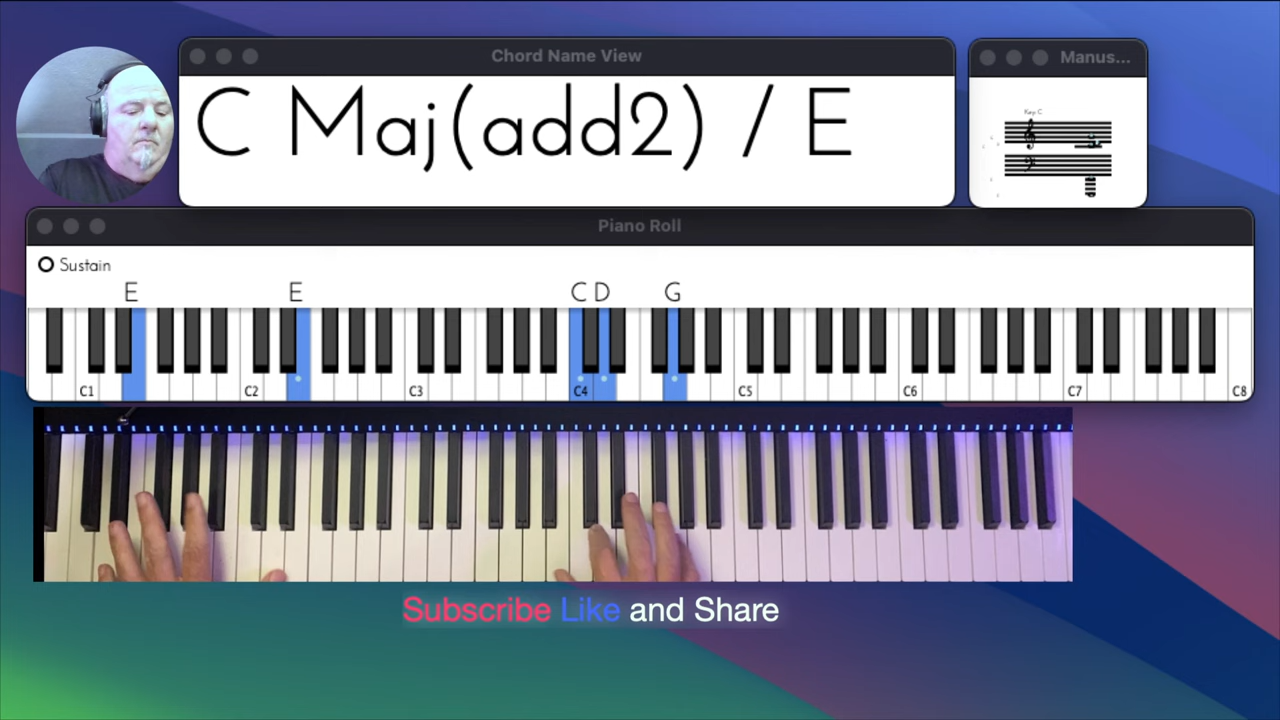 Chord Name View
C Maj(add2) / E
Manus...
Key: C
Piano Roll
Sustain
E E C D G
C1 C2 C3 C4 C5 C6 C7 C8
Subscribe Like and Share